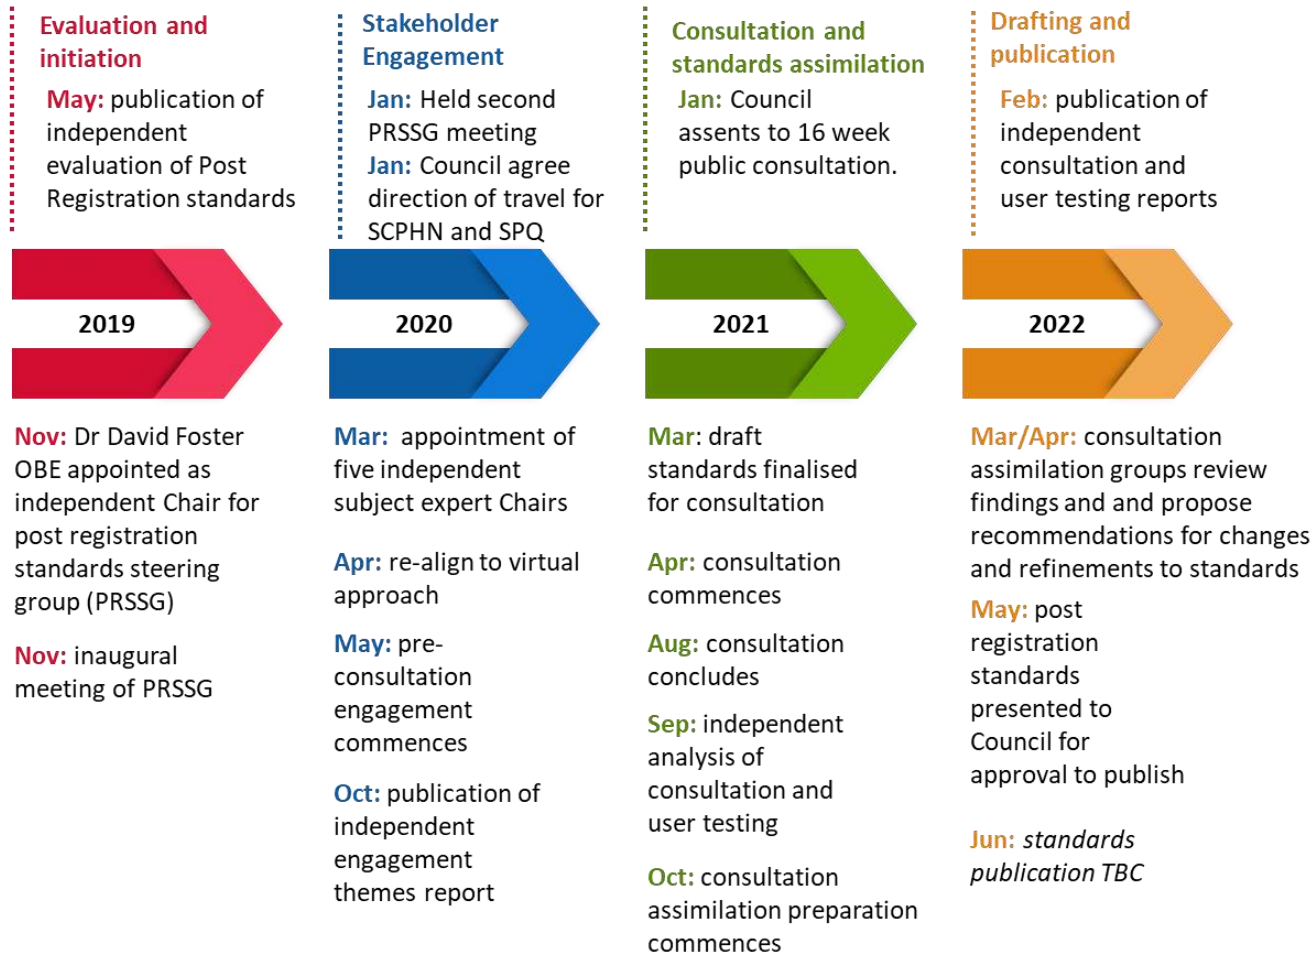 Evaluation and
initiation
May: publication of
independent
evaluation of Post
Registration standards
2019
Nov: Dr David Foster
OBE appointed as
independent Chair for
post registration
standards steering
group (PRSSG)
Nov: inaugural
meeting of PRSSG
Stakeholder
Engagement
Jan: Held second
PRSSG meeting
Jan: Council agree
direction of travel for
SCPHN and SPQ
2020
Mar: appointment of
five independent
subject expert Chairs
Apr: re-align to virtual
approach
May: pre-
consultation
engagement
commences
Oct: publication of
independent
engagement
themes report
Consultation and
standards assimilation
Jan: Council
assents to 16 week
public consultation.
2021
Mar: draft
standards finalised
for consultation
Apr: consultation
commences
Aug: consultation
concludes
Sep: independent
analysis of
consultation and
user testing
Oct: consultation
assimilation preparation
commences
Drafting and
publication
Feb: publication of
independent
consultation and
user testing reports
2022
Mar/Apr: consultation
assimilation groups review
findings and and propose
recommendations for changes
and refinements to standards
May: post
registration
standards
presented to
Council for
approval to publish
Jun: standards
publication TBC